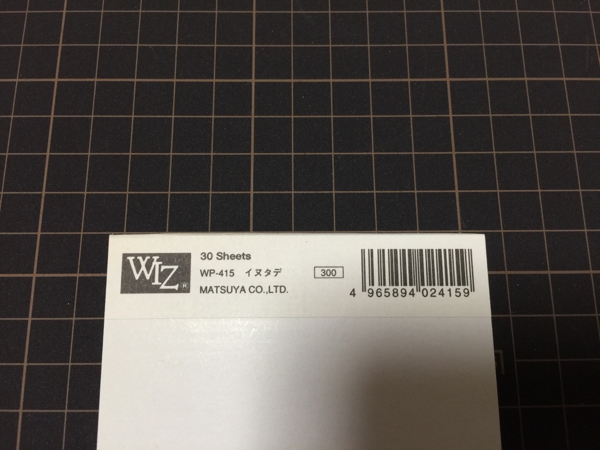 WIZ ®
30 Sheets
WP-415 イヌタデ
MATSUYA CO.,LTD.
300
4 965894 024159